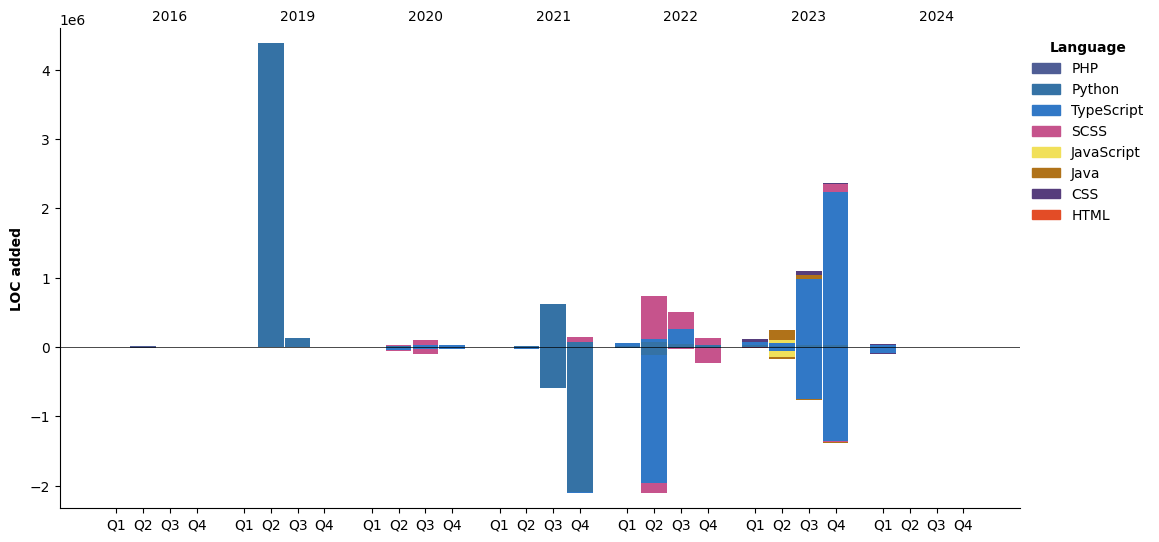 1e6
2016 2019 2020 2021 2022 2023 2024
Language
PHP
Python
TypeScript
SCSS
JavaScript
Java
CSS
HTML
LOC added
4
3
2
1
0
−1
−2
Q1 Q2 Q3 Q4 Q1 Q2 Q3 Q4 Q1 Q2 Q3 Q4 Q1 Q2 Q3 Q4 Q1 Q2 Q3 Q4 Q1 Q2 Q3 Q4 Q1 Q2 Q3 Q4